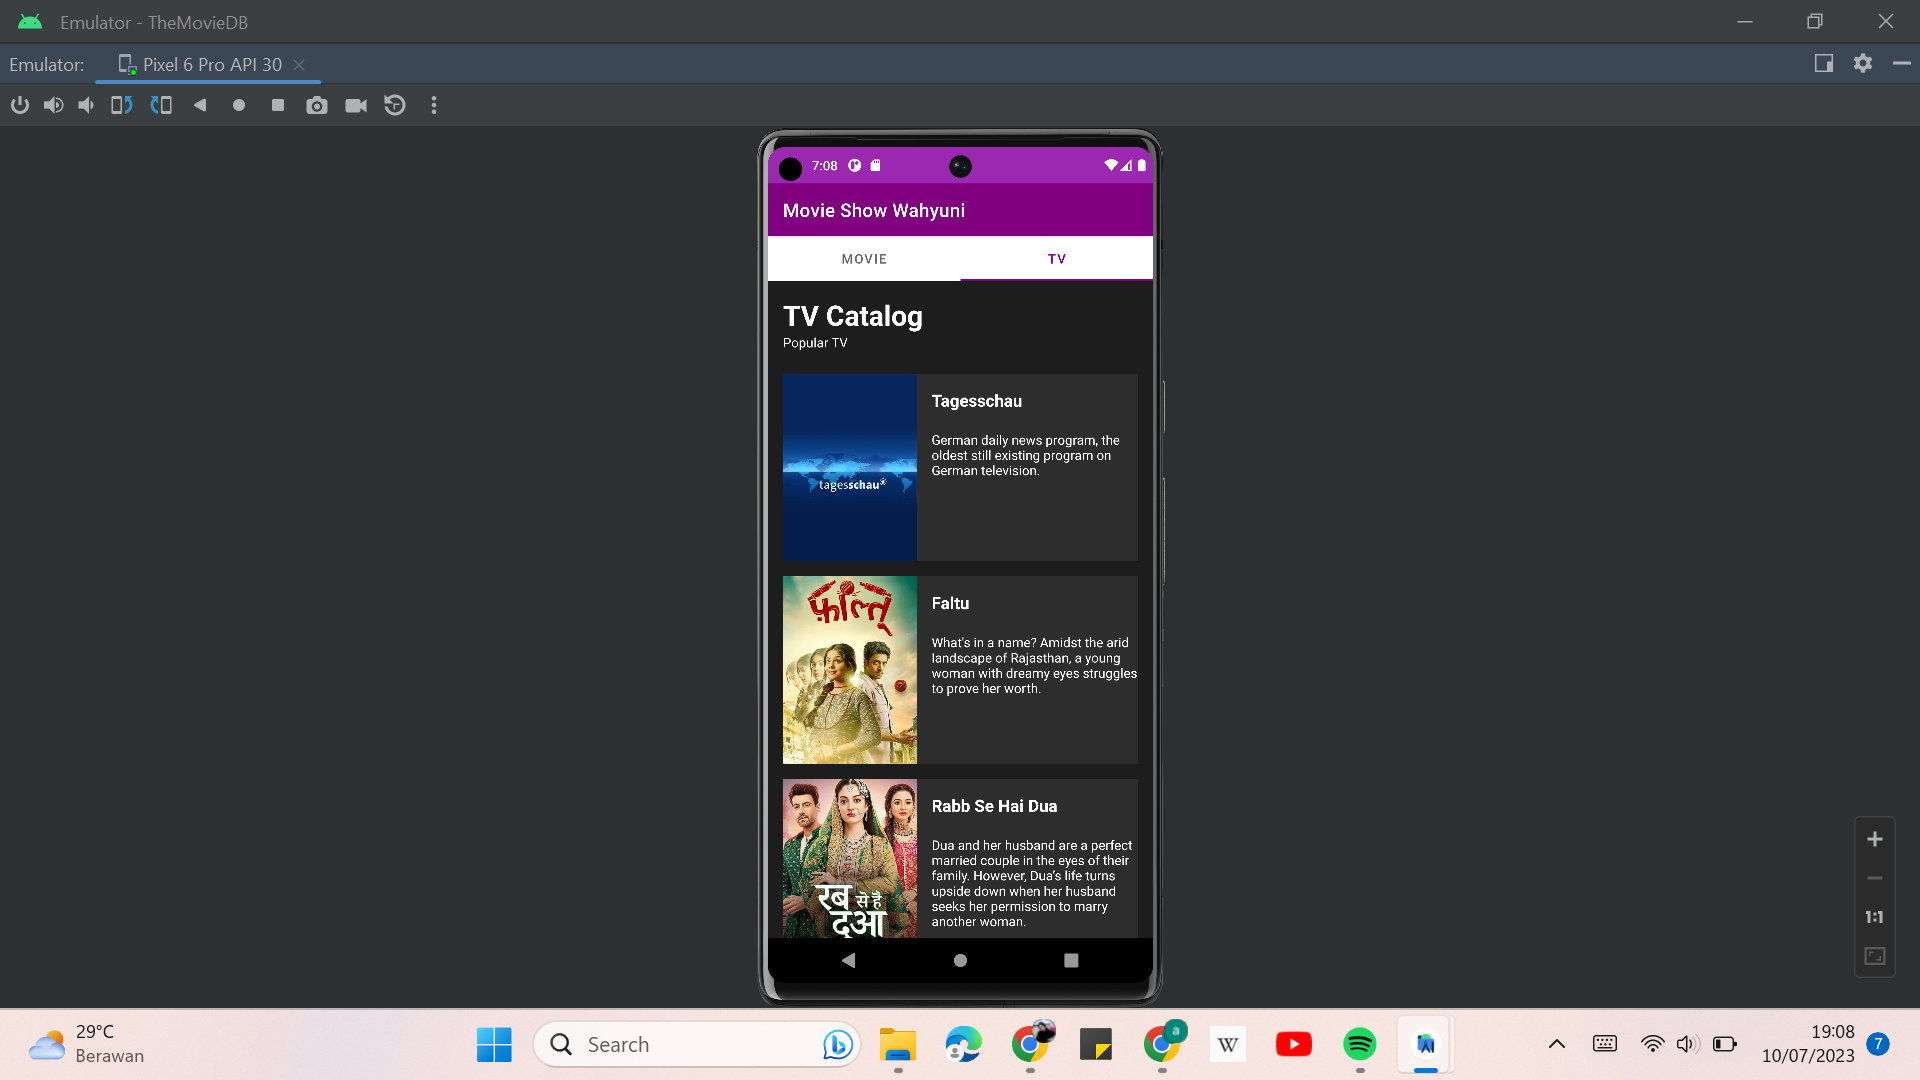 Emulator - TheMovieDB
Emulator:
Pixel 6 Pro API 30
7:08
Movie Show Wahyuni
MOVIE
TV
TV Catalog
Popular TV
tagesschau
Tagesschau
German daily news program, the
oldest still existing program on
German television.
फ़ालतू
Faltu
What's in a name? Amidst the arid
landscape of Rajasthan, a young
woman with dreamy eyes struggles
to prove her worth.
रब से है
दुआ
Rabb Se Hai Dua
Dua and her husband are a perfect
married couple in the eyes of their
family. However, Dua's life turns
upside down when her husband
seeks her permission to marry
another woman.
1:1
29°C
Berawan
Search
a
W
AI
19:08
10/07/2023
7